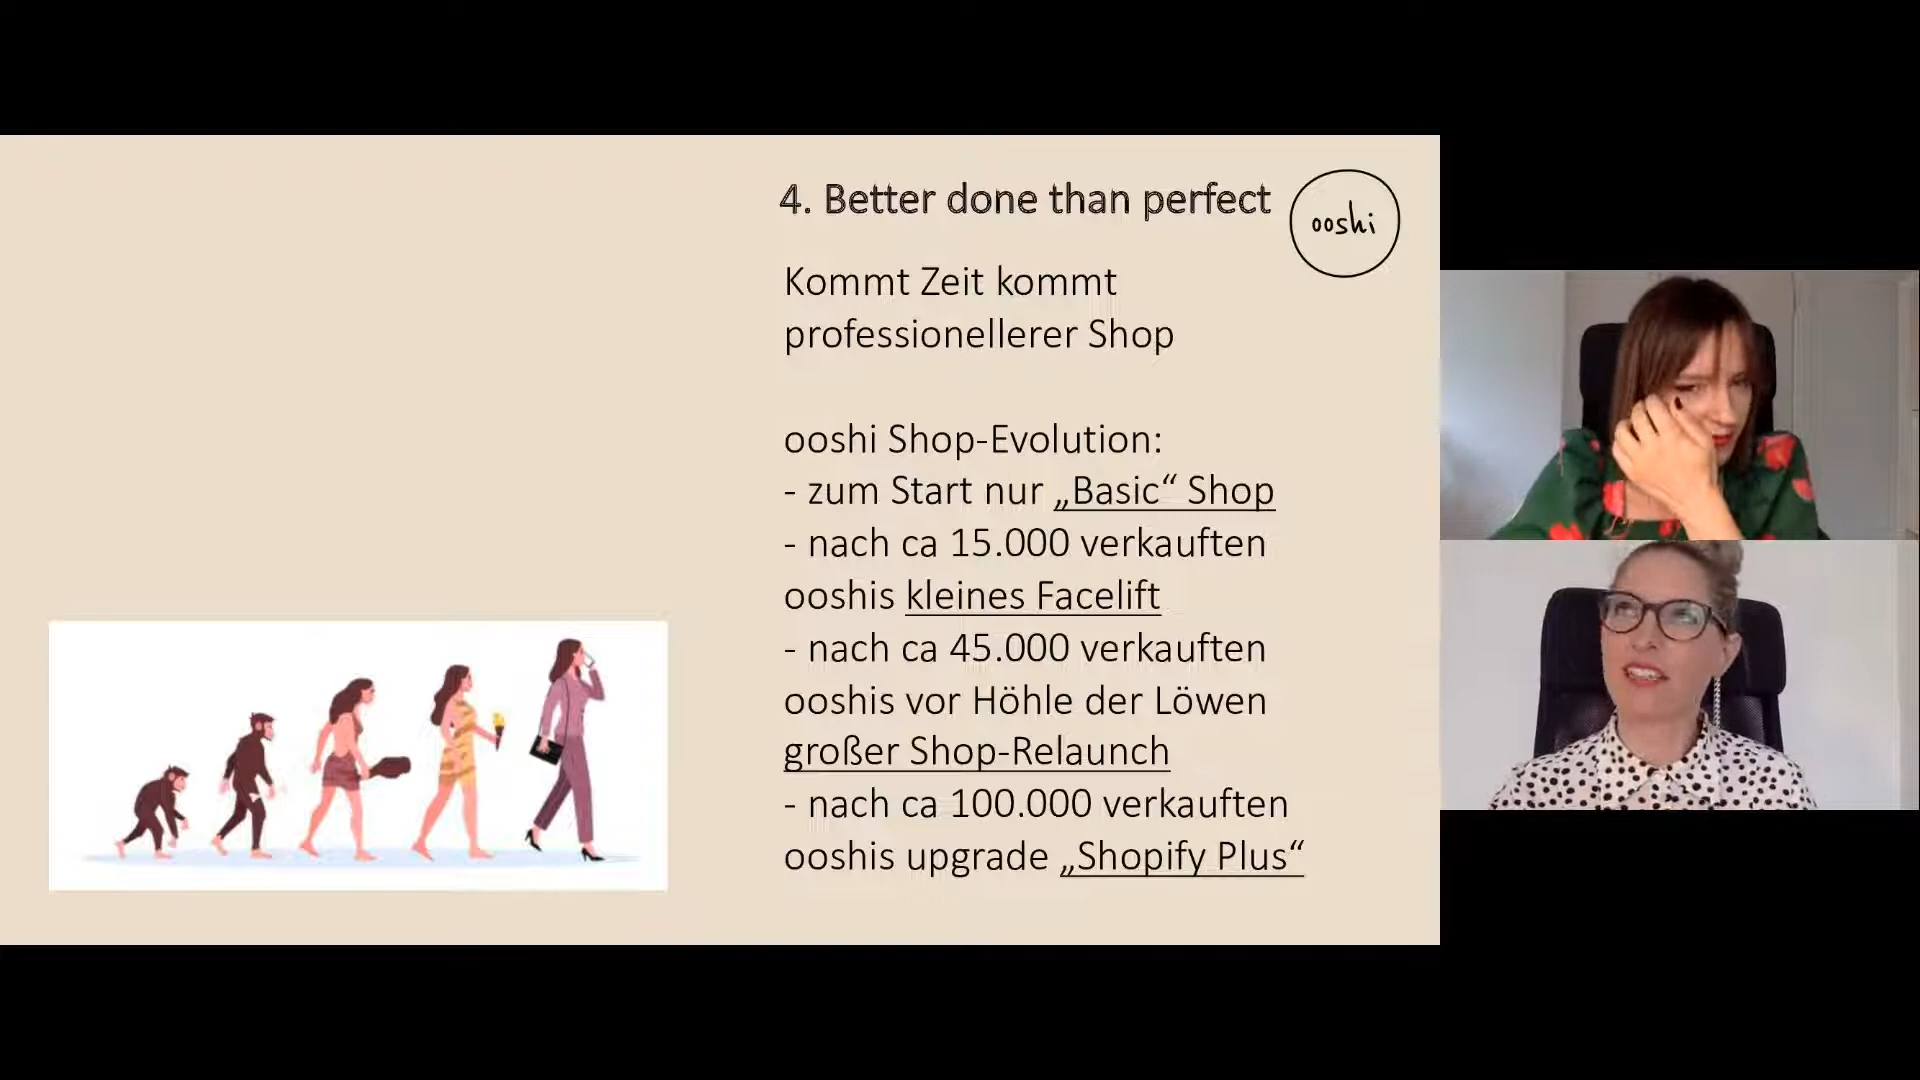 4. Better done than perfect
ooshi
Kommt Zeit kommt
professionellerer Shop
ooshi Shop-Evolution:
- zum Start nur „Basic“ Shop
- nach ca 15.000 verkauften
ooshis kleines Facelift
- nach ca 45.000 verkauften
ooshis vor Höhle der Löwen
großer Shop-Relaunch
- nach ca 100.000 verkauften
ooshis upgrade „Shopify Plus“